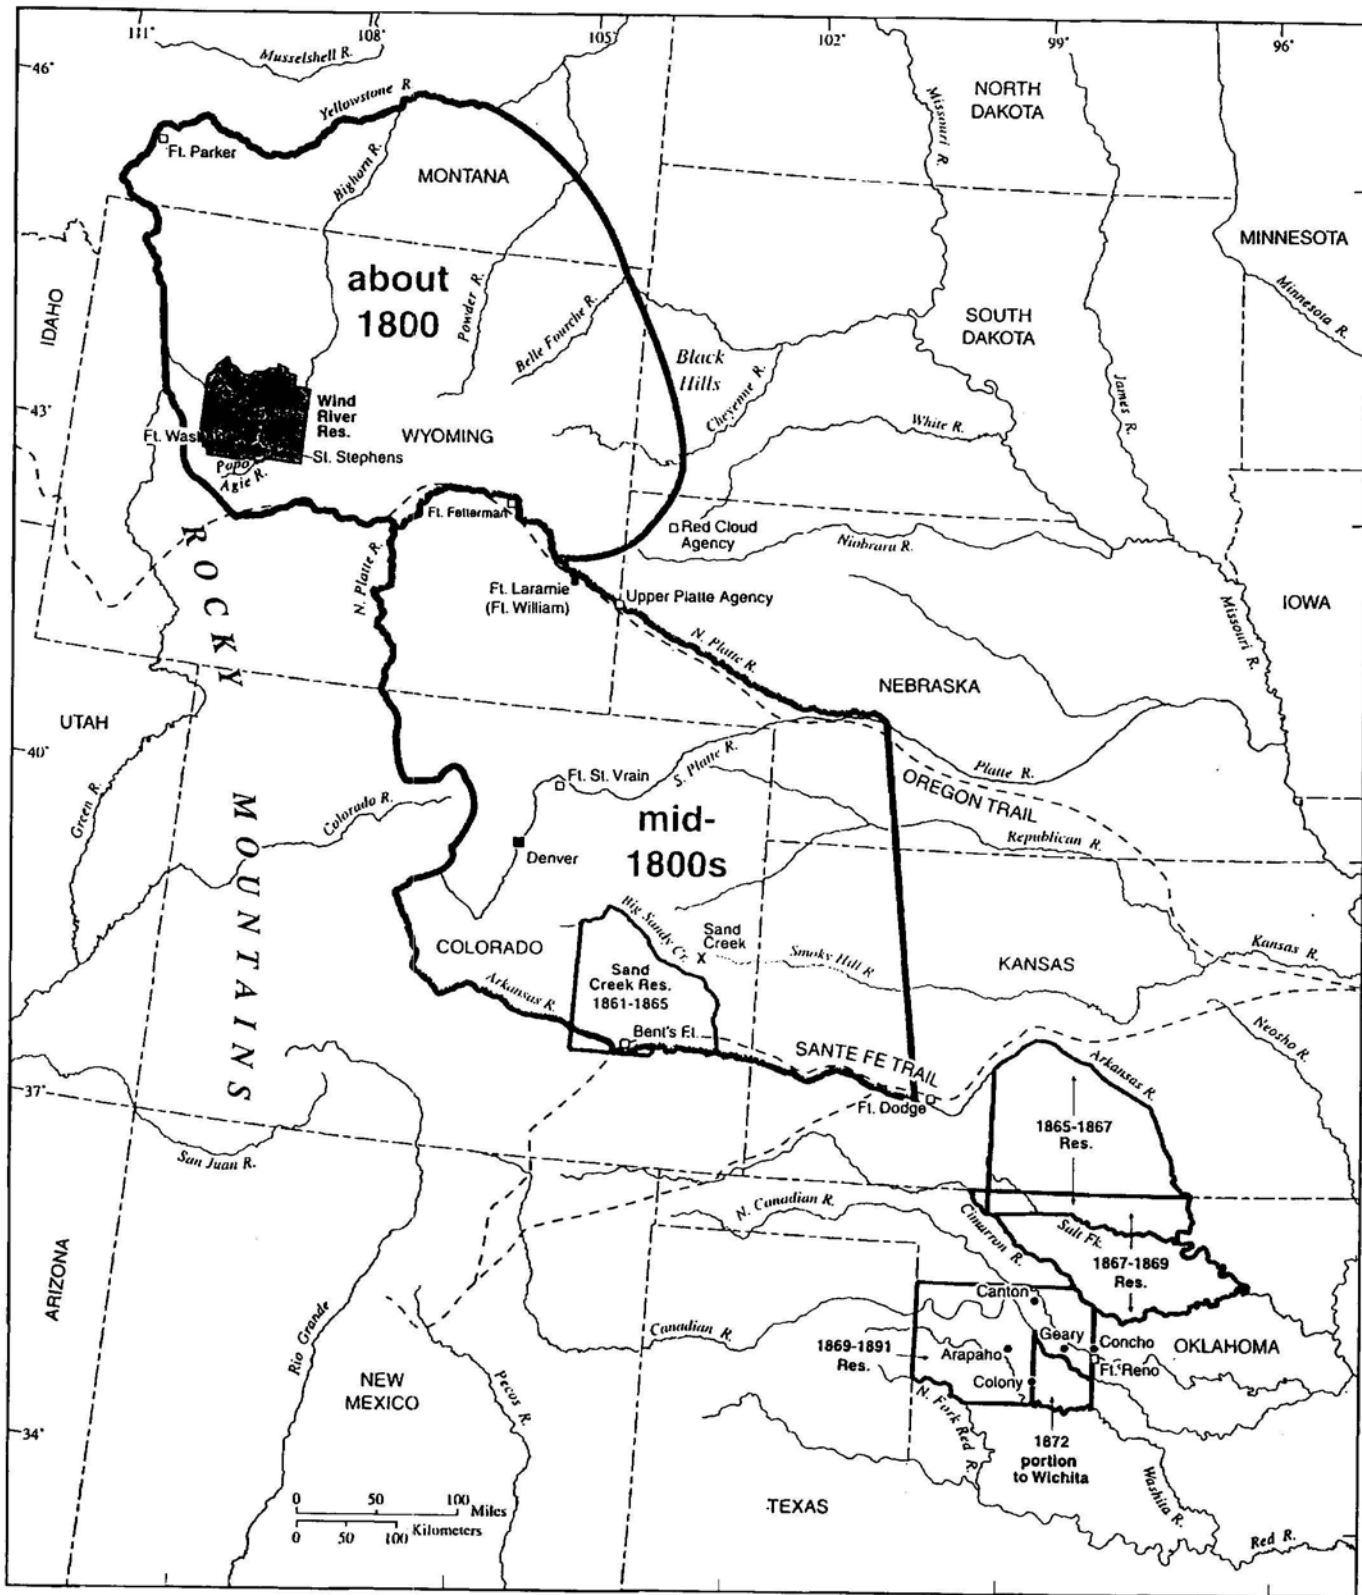 111°
108°
105°
102°
99°
96°
46°
Musselshell R.
Yellowstone R
Missouri R.
NORTH
DAKOTA
Ft. Parker
Bighorn R.
MONTANA
MINNESOTA
Minnesota R.
about
1800
Powder R.
Belle Fourche R.
IDAHO
SOUTH
DAKOTA
Black
Hills
Cheyenne R.
James R.
43°
Wind
River
Res.
Ft. Wash
WYOMING
White R.
St. Stephens
Popo
Agie R.
Ft. Fetterman
Red Cloud
Agency
Niobrara R.
N. Platte R.
Ft. Laramie
(Ft. William)
Upper Platte Agency
IOWA
Missouri R.
N. Platte R.
NEBRASKA
ROCKY
MOUNTAINS
UTAH
40°
Green R.
Colorado R.
Ft. St. Vrain
S. Platte R.
Platte R.
OREGON TRAIL
Republican R.
mid-
1800s
Denver
Big Sandy Cr.
Sand
Creek
X
COLORADO
Smoky Hill R
KANSAS
Kansas R.
Sand
Creek Res.
1861-1865
Arkansas R.
Bent's Ft.
SANTE FE TRAIL
Neosho R.
Arkansas R.
37°
Ft. Dodge
1865-1867
Res.
San Juan R.
N. Canadian R.
Cimarron R.
Salt Fk.
1867-1869
Res.
ARIZONA
Canton
Rio Grande
Canadian R.
1869-1891
Res.
Geary
Concho
OKLAHOMA
Arapaho
Ft. Reno
Colony
NEW
MEXICO
Pecos R.
N. Fork Red R.
34°
1872
portion
to Wichita
Washita R.
0 50 100 Miles
0 50 100 Kilometers
TEXAS
Red R.